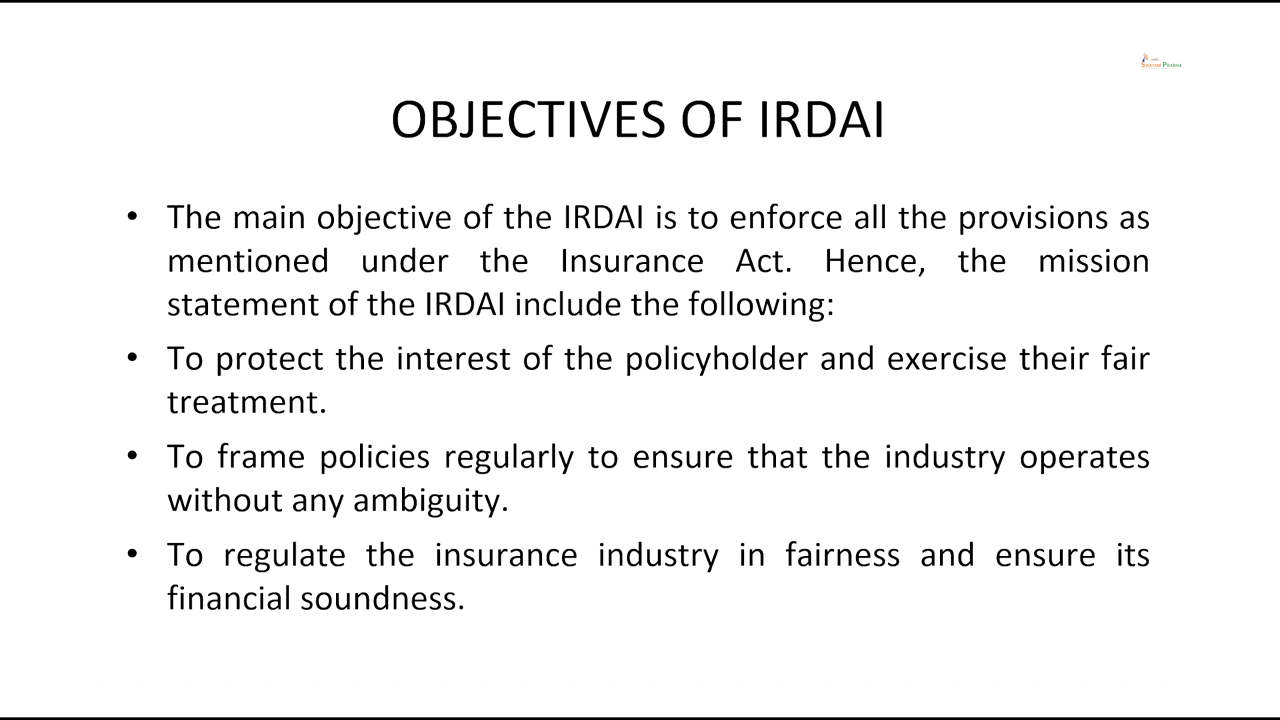 SWAYAM PRABHA
OBJECTIVES OF IRDAI
• The main objective of the IRDAI is to enforce all the provisions as
mentioned under the Insurance Act. Hence, the mission
statement of the IRDAI include the following:
• To protect the interest of the policyholder and exercise their fair
treatment.
• To frame policies regularly to ensure that the industry operates
without any ambiguity.
• To regulate the insurance industry in fairness and ensure its
financial soundness.